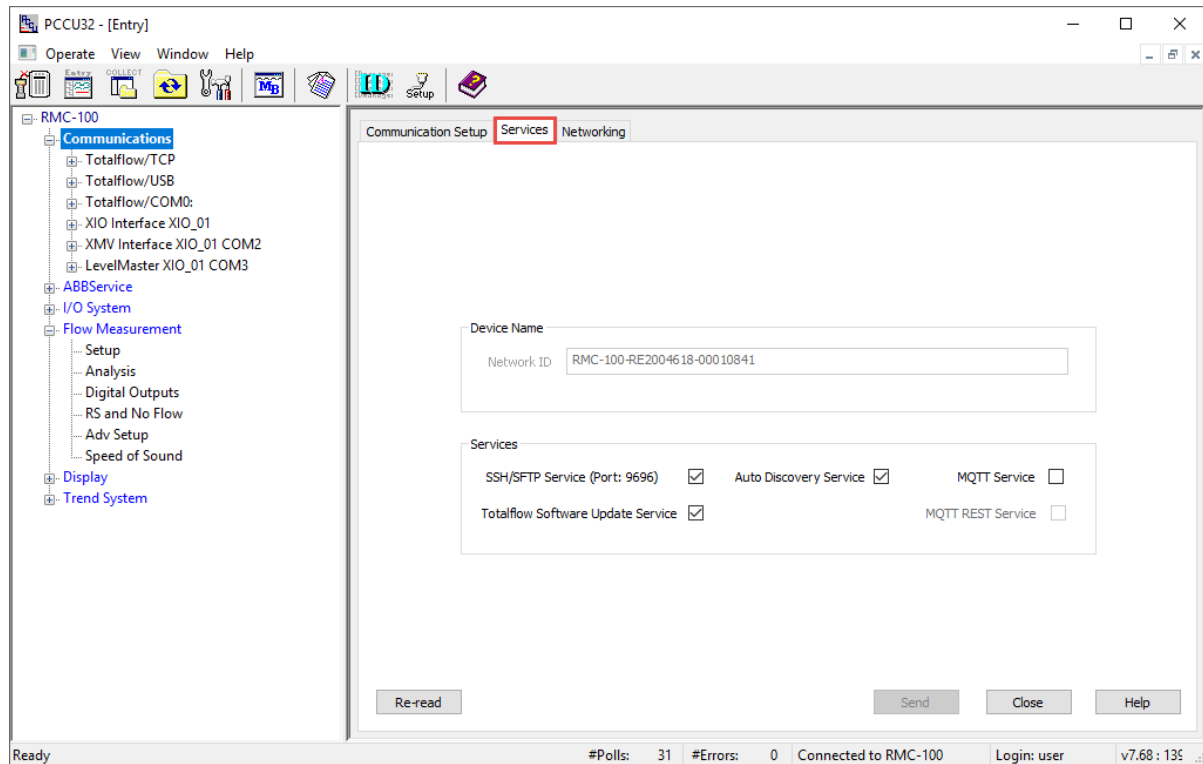 PCCU32 - [Entry]
Operate View Window Help
Entry
COLLECT
MB
ID
Manager
Setup
RMC-100
Communications
Totalflow/TCP
Totalflow/USB
Totalflow/COM0:
XIO Interface XIO_01
XMV Interface XIO_01 COM2
LevelMaster XIO_01 COM3
ABBService
I/O System
Flow Measurement
Setup
Analysis
Digital Outputs
RS and No Flow
Adv Setup
Speed of Sound
Display
Trend System
Communication Setup Services Networking
Device Name
Network ID RMC-100-RE2004618-00010841
Services
SSH/SFTP Service (Port: 9696) Auto Discovery Service MQTT Service
Totalflow Software Update Service MQTT REST Service
Re-read Send Close Help
Ready #Polls: 31 #Errors: 0 Connected to RMC-100 Login: user v7.68 : 139